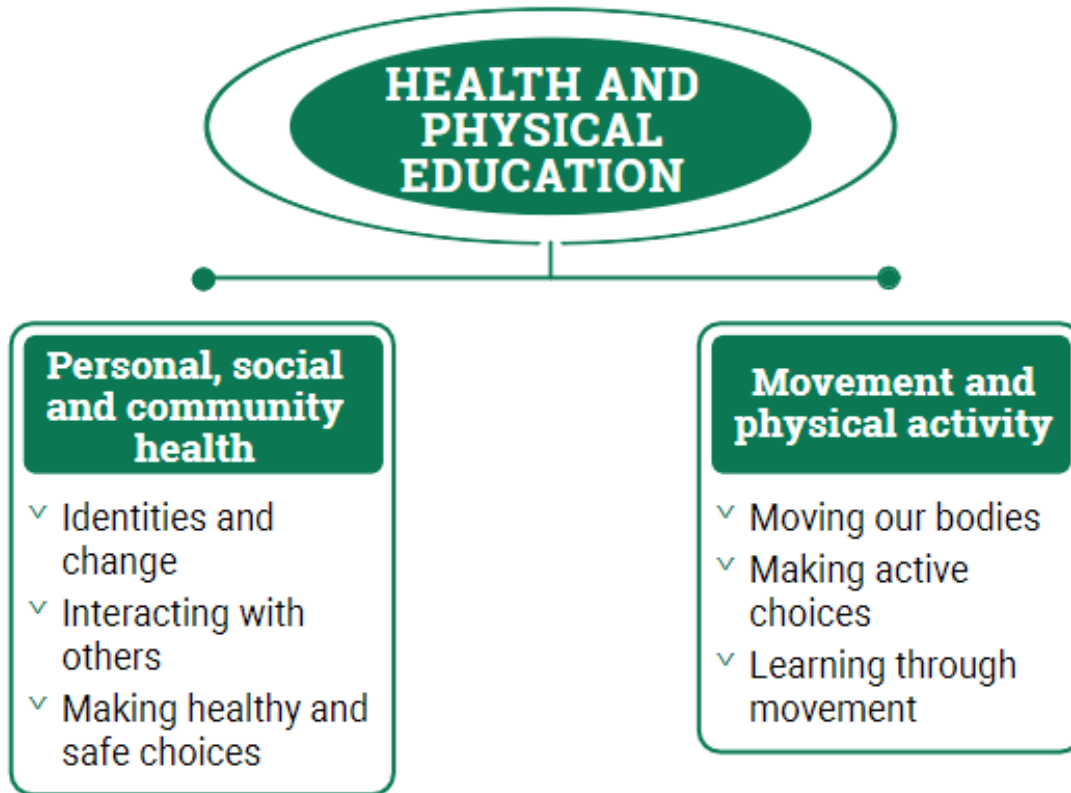 HEALTH AND
PHYSICAL
EDUCATION
Personal, social
and community
health
Identities and
change
Interacting with
others
Making healthy and
safe choices
Movement and
physical activity
Moving our bodies
Making active
choices
Learning through
movement